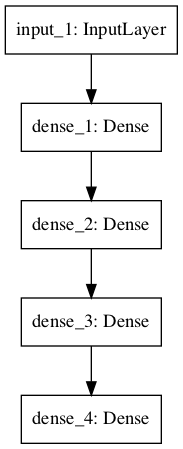 input_1: InputLayer
dense_1: Dense
dense_2: Dense
dense_3: Dense
dense_4: Dense